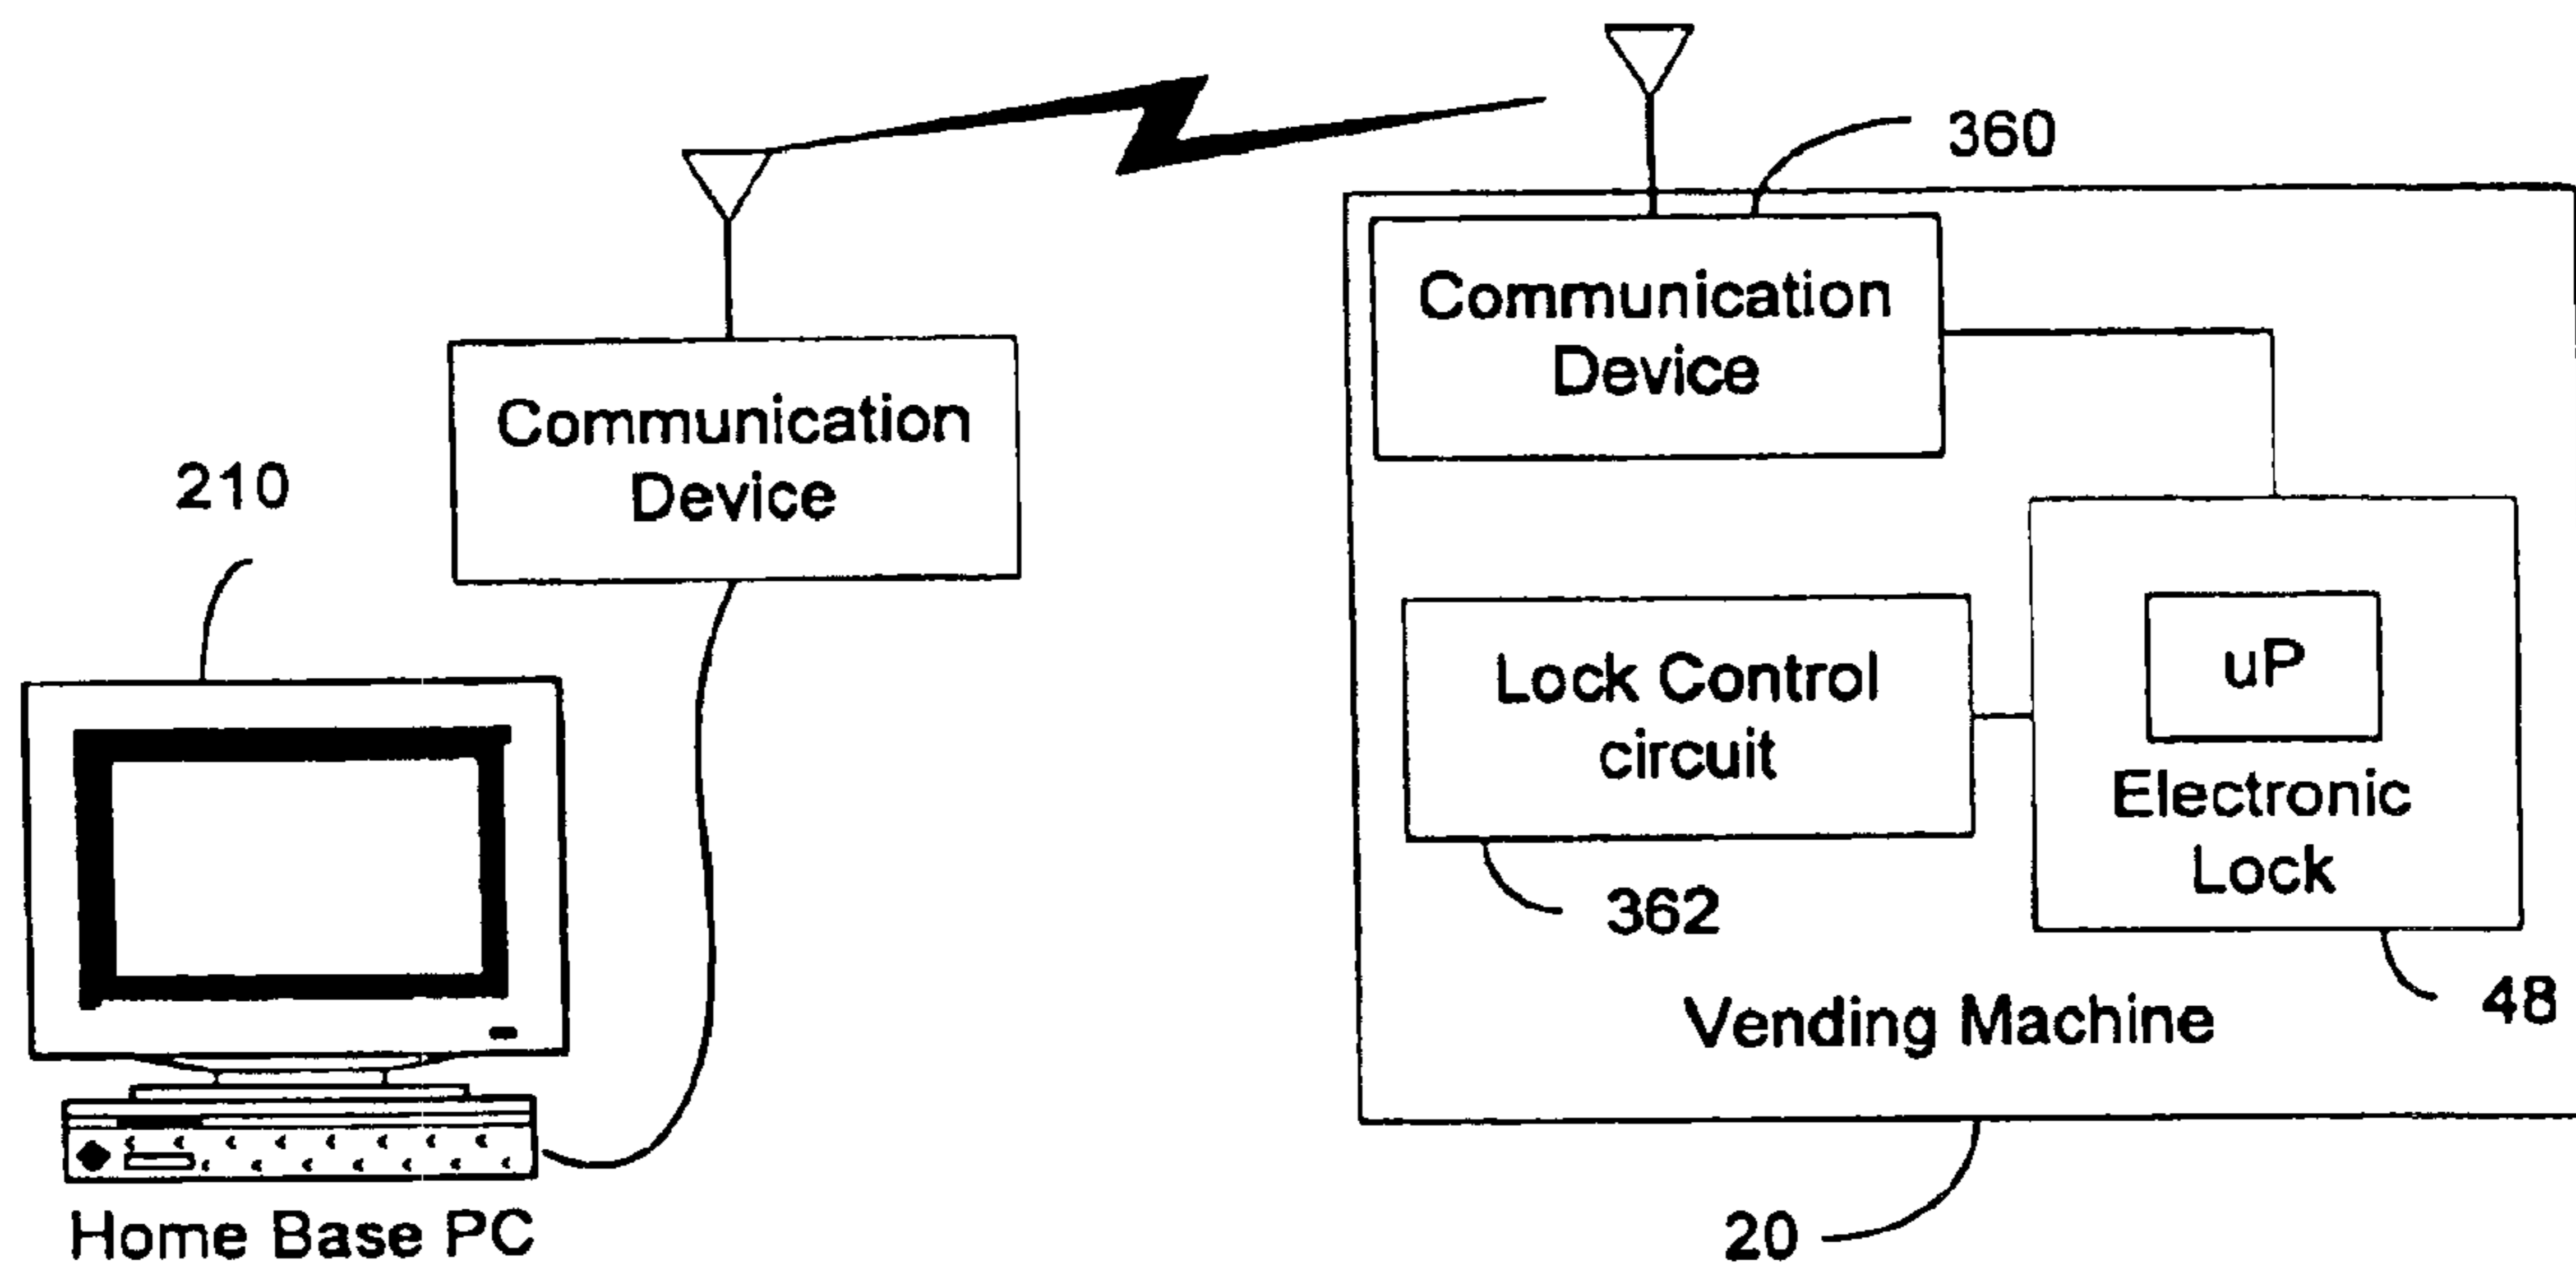 360
Communication
Device
Communication
Device
210
Lock Control
circuit
uP
Electronic
Lock
362
48
Vending Machine
20
Home Base PC